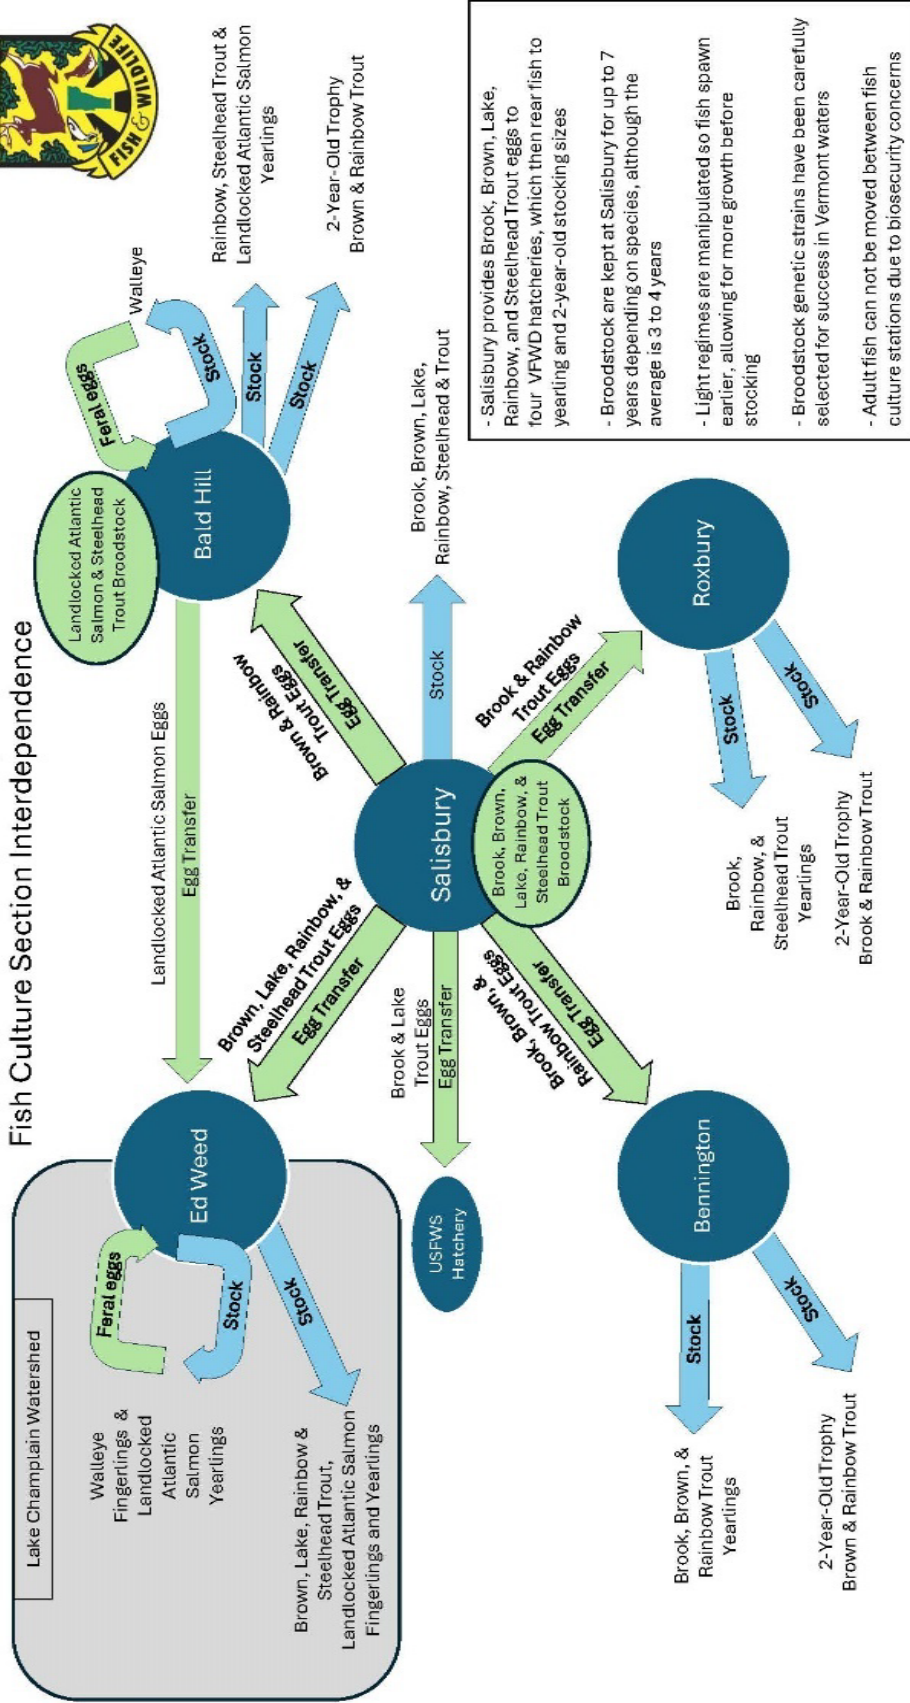 Fish Culture Section Interdependence
FISH & WILDLIFE
Lake Champlain Watershed
Walleye
Fingerlings &
Landlocked
Atlantic
Salmon
Yearlings
Feral eggs
Stock
Ed Weed
Stock
Brown, Lake, Rainbow &
Steelhead Trout,
Landlocked Atlantic Salmon
Fingerlings and Yearlings
Landlocked Atlantic Salmon Eggs
Egg Transfer
Landlocked Atlantic
Salmon & Steelhead
Trout Broodstock
Bald Hill
Feral eggs
Walleye
Stock
Stock
Rainbow, Steelhead Trout &
Landlocked Atlantic Salmon
Yearlings
Stock
2-Year-Old Trophy
Brown & Rainbow Trout
Brown, Lake, Rainbow, &
Steelhead Trout Eggs
Egg Transfer
Brown & Rainbow
Trout Eggs
Egg Transfer
USFWS
Hatchery
Brook & Lake
Trout Eggs
Egg Transfer
Salisbury
Brook, Brown,
Lake, Rainbow, &
Steelhead Trout
Broodstock
Stock
Brook, Brown, Lake,
Rainbow, Steelhead & Trout
Brook, Brown, &
Rainbow Trout Eggs
Egg Transfer
Brook & Rainbow
Trout Eggs
Egg Transfer
Bennington
Stock
Brook, Brown, &
Rainbow Trout
Yearlings
Stock
2-Year-Old Trophy
Brown & Rainbow Trout
Roxbury
Stock
Brook,
Rainbow, &
Steelhead Trout
Yearlings
Stock
2-Year-Old Trophy
Brook & Rainbow Trout
- Salisbury provides Brook, Brown, Lake,
Rainbow, and Steelhead Trout eggs to
four VFWD hatcheries, which then rear fish to
yearling and 2-year-old stocking sizes
- Broodstock are kept at Salisbury for up to 7
years depending on species, although the
average is 3 to 4 years
- Light regimes are manipulated so fish spawn
earlier, allowing for more growth before
stocking
- Broodstock genetic strains have been carefully
selected for success in Vermont waters
- Adult fish can not be moved between fish
culture stations due to biosecurity concerns